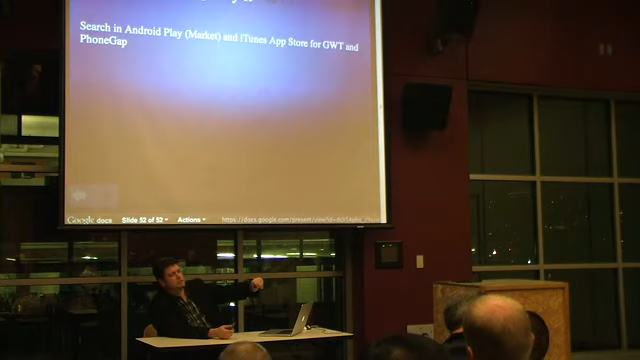 Search in Android Play (Market) and iTunes App Store for GWT and
PhoneGap
Google docs Slide 52 of 52 Actions